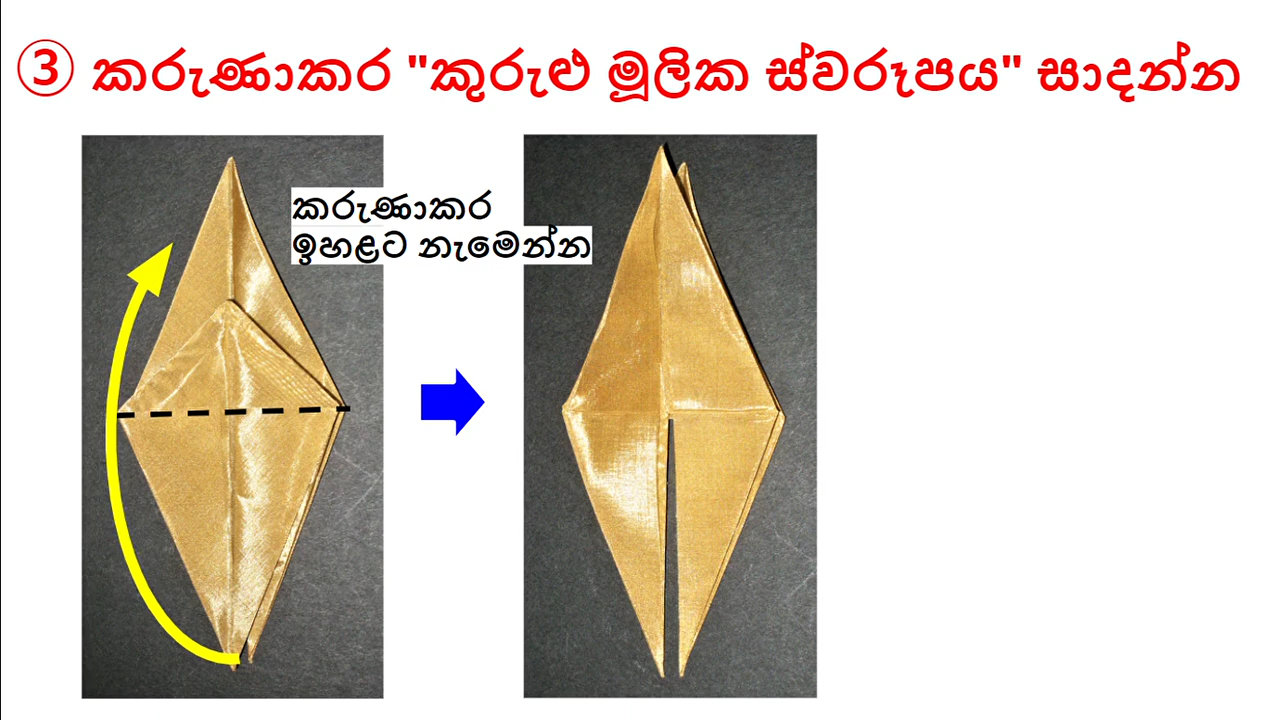 ③ කරුණාකර "කුරුළු මූලික ස්වරූපය" සාදන්න
කරුණාකර
ඉහළට නැමෙන්න